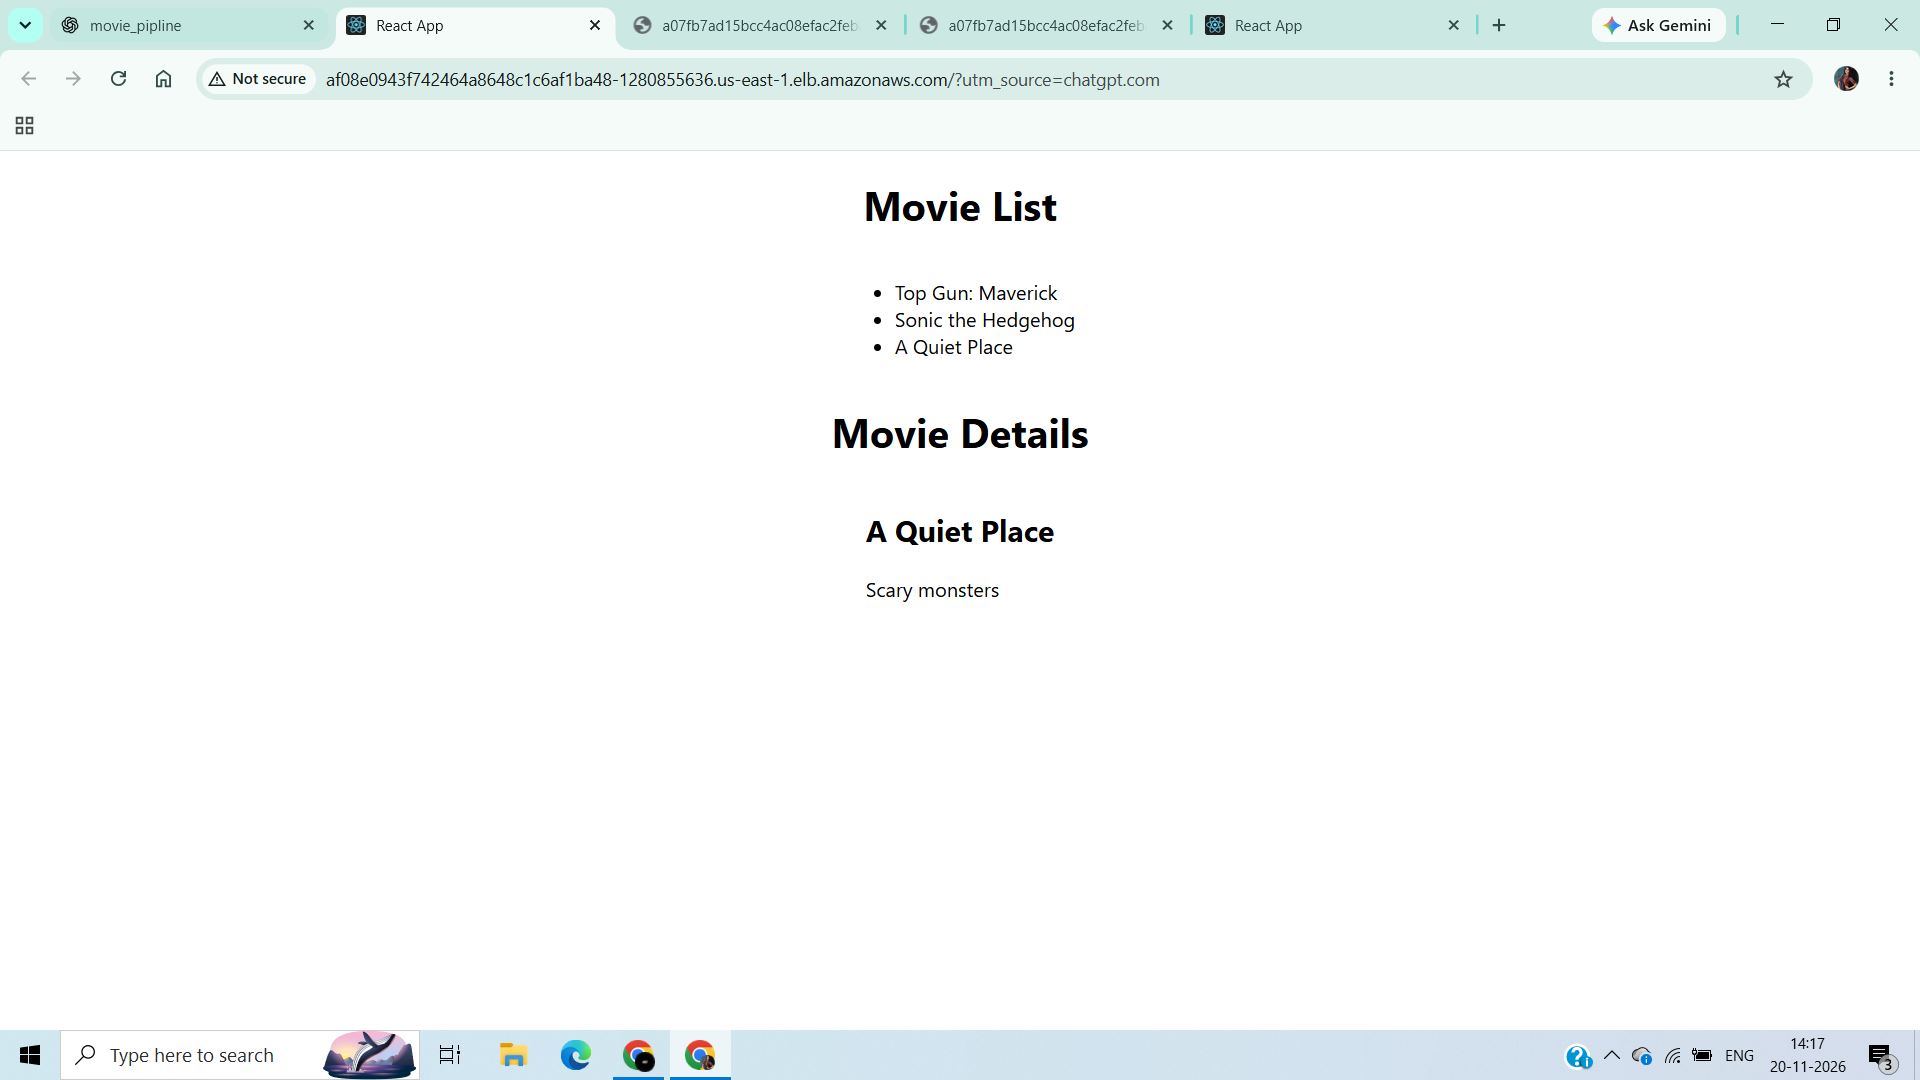 movie_pipline
React App
a07fb7ad15bcc4ac08efac2feb
a07fb7ad15bcc4ac08efac2feb
React App
Ask Gemini
Not secure
af08e0943f742464a8648c1c6af1ba48-1280855636.us-east-1.elb.amazonaws.com/?utm_source=chatgpt.com
Movie List
• Top Gun: Maverick
• Sonic the Hedgehog
• A Quiet Place
Movie Details
A Quiet Place
Scary monsters
Type here to search
ENG
14:17
20-11-2026
3